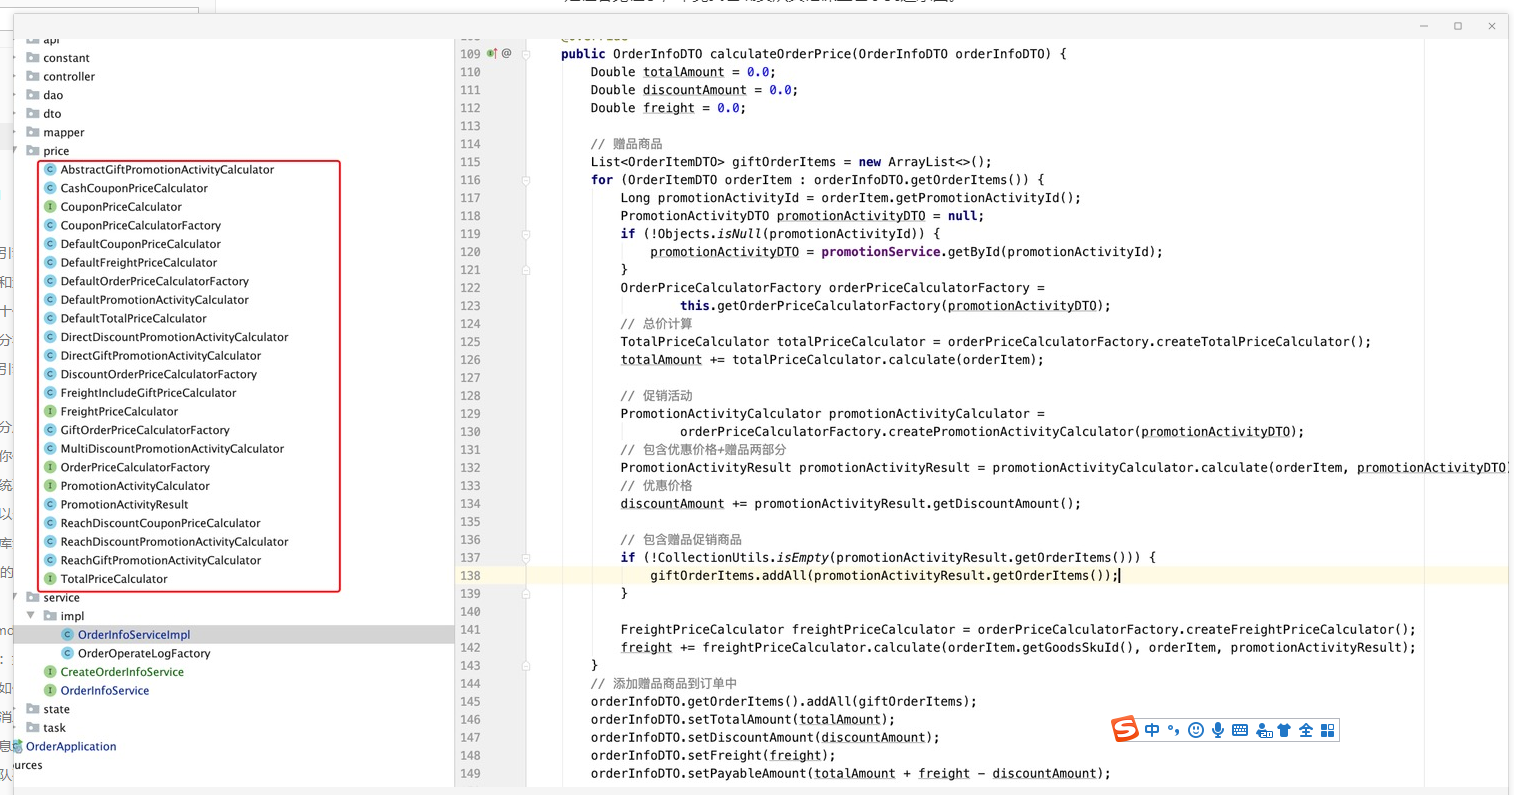 api
constant
controller
dao
dto
mapper
price
AbstractGiftPromotionActivityCalculator
CashCouponPriceCalculator
CouponPriceCalculator
CouponPriceCalculatorFactory
DefaultCouponPriceCalculator
DefaultFreightPriceCalculator
DefaultOrderPriceCalculatorFactory
DefaultPromotionActivityCalculator
DefaultTotalPriceCalculator
DirectDiscountPromotionActivityCalculator
DirectGiftPromotionActivityCalculator
DiscountOrderPriceCalculatorFactory
FreightIncludeGiftPriceCalculator
FreightPriceCalculator
GiftOrderPriceCalculatorFactory
MultiDiscountPromotionActivityCalculator
OrderPriceCalculatorFactory
PromotionActivityCalculator
PromotionActivityResult
ReachDiscountCouponPriceCalculator
ReachDiscountPromotionActivityCalculator
ReachGiftPromotionActivityCalculator
TotalPriceCalculator
service
impl
OrderInfoServiceImpl
OrderOperateLogFactory
CreateOrderInfoService
OrderInfoService
state
task
OrderApplication
ources
109 public OrderInfoDTO calculateOrderPrice(OrderInfoDTO orderInfoDTO) {
110 Double totalAmount = 0.0;
111 Double discountAmount = 0.0;
112 Double freight = 0.0;
113
114 // 赠品商品
115 List<OrderItemDTO> giftOrderItems = new ArrayList<>();
116 for (OrderItemDTO orderItem : orderInfoDTO.getOrderItems()) {
117 Long promotionActivityId = orderItem.getPromotionActivityId();
118 PromotionActivityDTO promotionActivityDTO = null;
119 if (!Objects.isNull(promotionActivityId)) {
120 promotionActivityDTO = promotionService.getById(promotionActivityId);
121 }
122 OrderPriceCalculatorFactory orderPriceCalculatorFactory =
123 this.getOrderPriceCalculatorFactory(promotionActivityDTO);
124 // 总价计算
125 TotalPriceCalculator totalPriceCalculator = orderPriceCalculatorFactory.createTotalPriceCalculator();
126 totalAmount += totalPriceCalculator.calculate(orderItem);
127
128 // 促销活动
129 PromotionActivityCalculator promotionActivityCalculator =
130 orderPriceCalculatorFactory.createPromotionActivityCalculator(promotionActivityDTO);
131 // 包含优惠价格+赠品两部分
132 PromotionActivityResult promotionActivityResult = promotionActivityCalculator.calculate(orderItem, promotionActivityDTO)
133 // 优惠价格
134 discountAmount += promotionActivityResult.getDiscountAmount();
135
136 // 包含赠品促销商品
137 if (!CollectionUtils.isEmpty(promotionActivityResult.getOrderItems())) {
138 giftOrderItems.addAll(promotionActivityResult.getOrderItems());
139 }
140
141 FreightPriceCalculator freightPriceCalculator = orderPriceCalculatorFactory.createFreightPriceCalculator();
142 freight += freightPriceCalculator.calculate(orderItem.getGoodsSkuId(), orderItem, promotionActivityResult);
143 }
144 // 添加赠品商品到订单中
145 orderInfoDTO.getOrderItems().addAll(giftOrderItems);
146 orderInfoDTO.setTotalAmount(totalAmount);
147 orderInfoDTO.setDiscountAmount(discountAmount);
148 orderInfoDTO.setFreight(freight);
149 orderInfoDTO.setPayableAmount(totalAmount + freight - discountAmount);
中 全